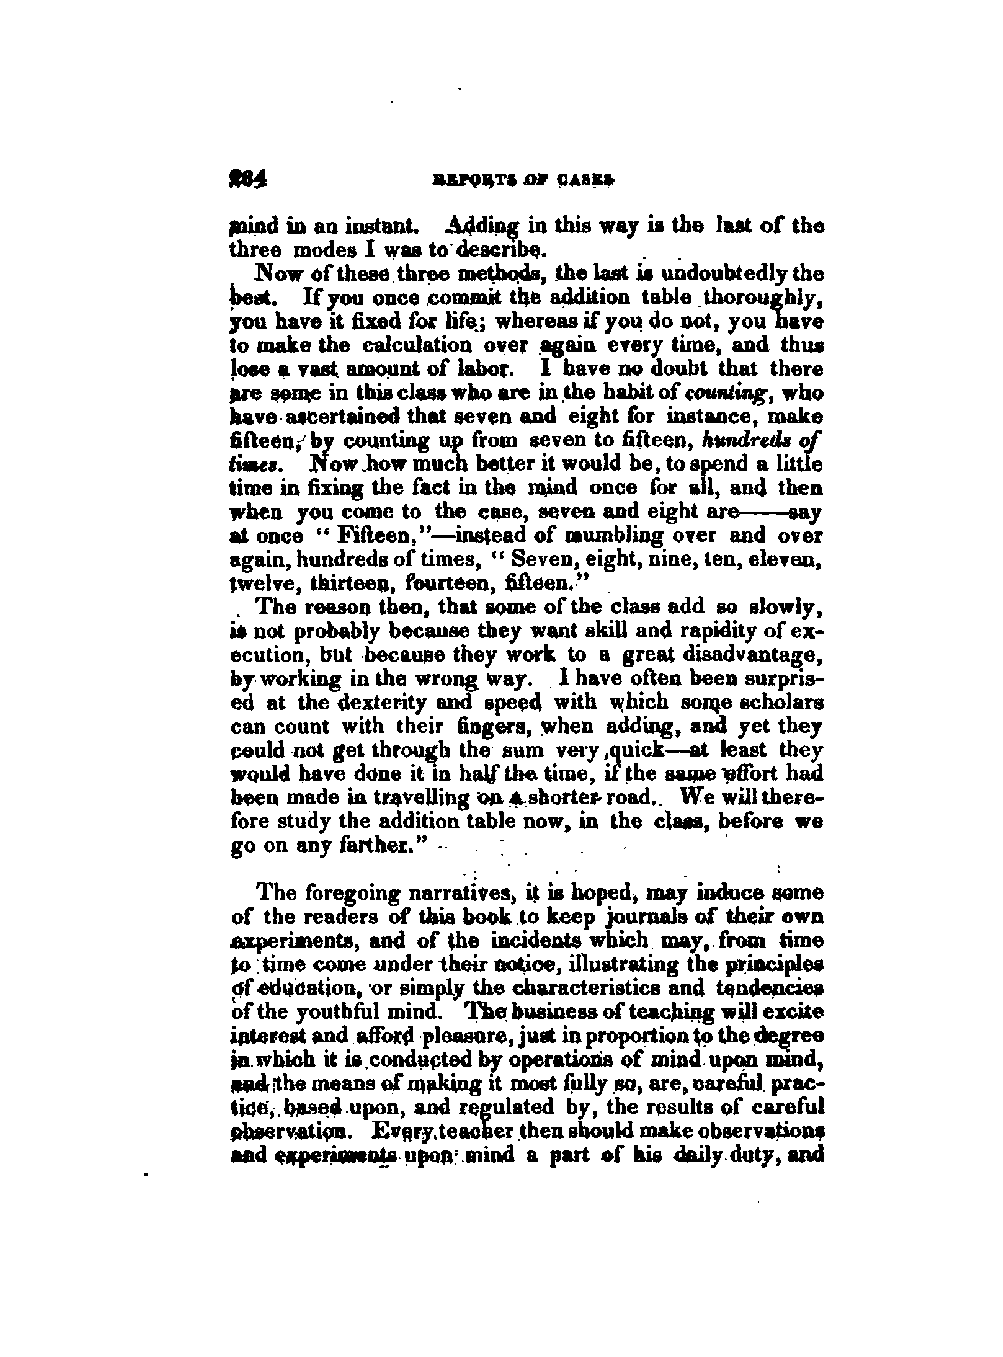 264 REPORTS OF CASES
mind in an instant. Adding in this way is the last of the
three modes I was to describe.
Now of these three methods, the last is undoubtedly the
best. If you once commit the addition table thoroughly,
you have it fixed for life; whereas if you do not, you have
to make the calculation over again every time, and thus
lose a vast amount of labor. I have no doubt that there
are some in this class who are in the habit of counting, who
have ascertained that seven and eight for instance, make
fifteen, by counting up from seven to fifteen, hundreds of
times. Now how much better it would be, to spend a little
time in fixing the fact in the mind once for all, and then
when you come to the case, seven and eight are——say
at once “ Fifteen,”—instead of mumbling over and over
again, hundreds of times, “ Seven, eight, nine, ten, eleven,
twelve, thirteen, fourteen, fifteen.”
The reason then, that some of the class add so slowly,
is not probably because they want skill and rapidity of ex-
ecution, but because they work to a great disadvantage,
by working in the wrong way. I have often been surpris-
ed at the dexterity and speed with which some scholars
can count with their fingers, when adding, and yet they
could not get through the sum very quick—at least they
would have done it in half the time, if the same effort had
been made in travelling on a shorter road. We will there-
fore study the addition table now, in the class, before we
go on any farther.”
The foregoing narratives, it is hoped, may induce some
of the readers of this book to keep journals of their own
experiments, and of the incidents which may, from time
to time come under their notice, illustrating the principles
of education, or simply the characteristics and tendencies
of the youthful mind. The business of teaching will excite
interest and afford pleasure, just in proportion to the degree
in which it is conducted by operations of mind upon mind,
and the means of making it most fully so, are, careful prac-
tice, based upon, and regulated by, the results of careful
observation. Every teacher then should make observations
and experiments upon mind a part of his daily duty, and